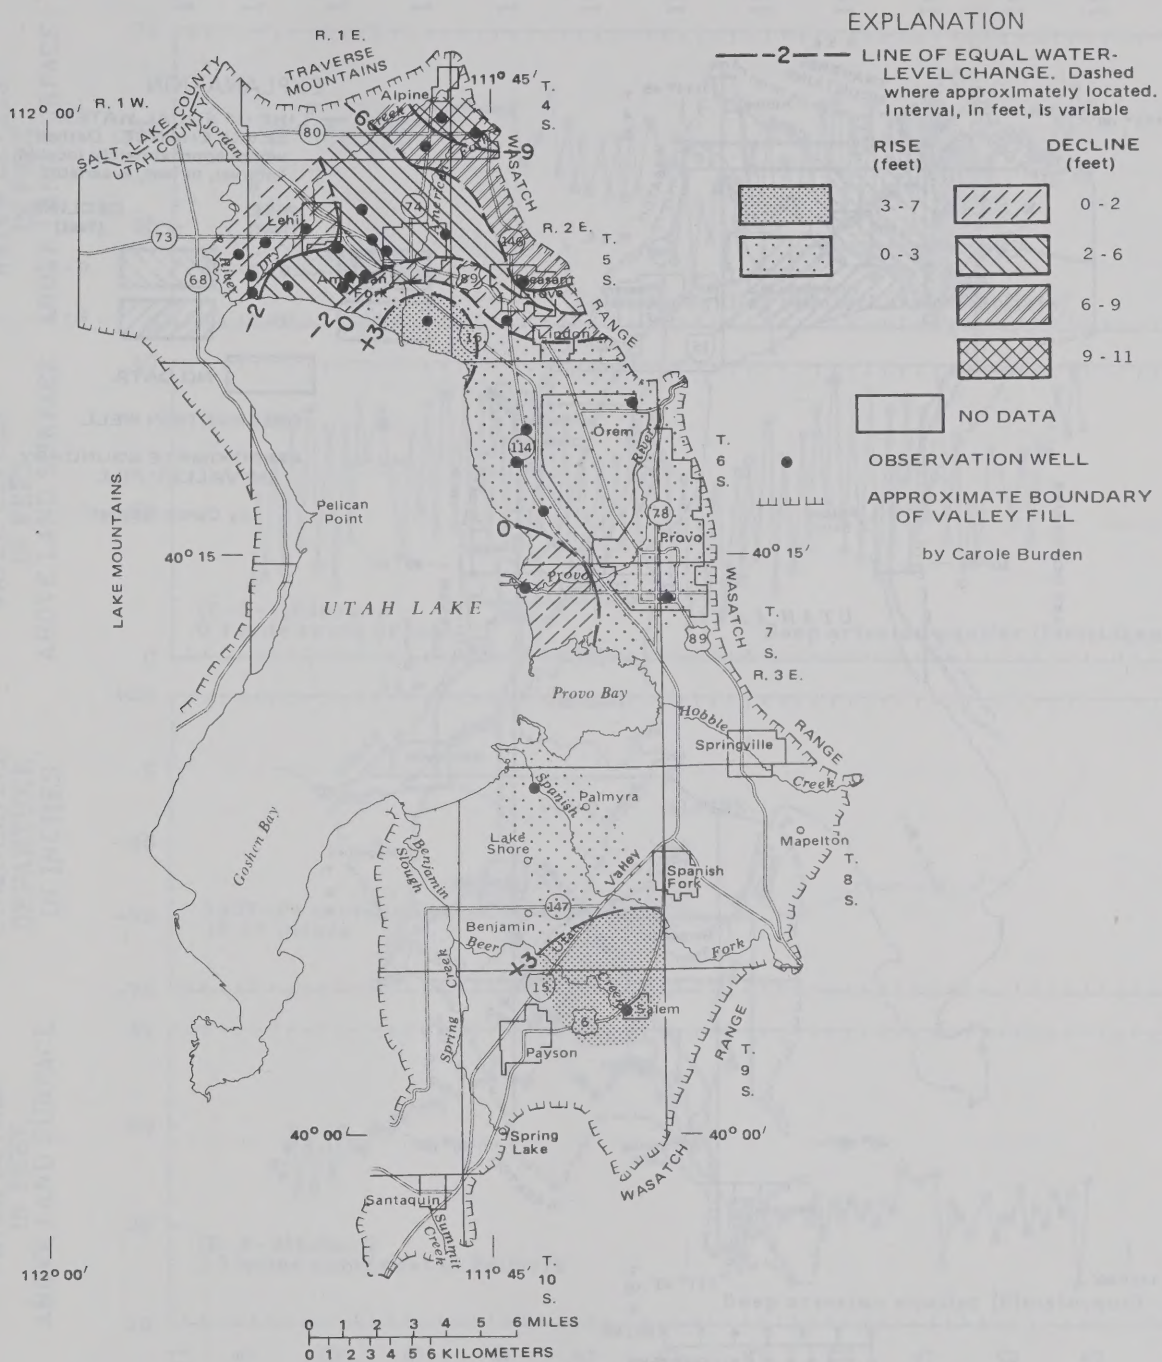 EXPLANATION
—2— LINE OF EQUAL WATER-
LEVEL CHANGE. Dashed
where approximately located.
Interval, in feet, is variable
RISE
(feet)
DECLINE
(feet)
3 - 7
0 - 2
0 - 3
2 - 6
6 - 9
9 - 11
NO DATA
OBSERVATION WELL
APPROXIMATE BOUNDARY
OF VALLEY FILL
by Carole Burden
R. 1 E.
TRAVERSE
MOUNTAINS
111° 45′
T.
4
S.
112° 00′
R. 1 W.
SALT LAKE COUNTY
UTAH COUNTY
Jordan
River
80
Alpine
6
Creek
Fork
American
9
WASATCH
RANGE
R. 2 E.
T.
5
S.
73
68
74
146
Lehi
Dry
American
Fork
89
Pleasant
Grove
Lindon
15
-2
-2
0
+3
Orem
River
114
T.
6
S.
78
Provo
LAKE MOUNTAINS
Pelican
Point
40° 15
40° 15′
0
Provo
UTAH LAKE
WASATCH
T.
7
S.
89
R. 3 E.
Provo Bay
Hobble
Springville
RANGE
Creek
Spanish
Palmyra
Goshen Bay
Lake
Shore
Benjamin
Slough
Valley
Spanish
Fork
Mapelton
T.
8
S.
147
Benjamin
Beer
Utah
Fork
+3
Creek
15
Creek
Salem
6
Spring
Payson
RANGE
T.
9
S.
40° 00′
Spring
Lake
40° 00′
WASATCH
Santaquin
Summit
Creek
112° 00′
111° 45′
T.
10
S.
0 1 2 3 4 5 6 MILES
0 1 2 3 4 5 6 KILOMETERS